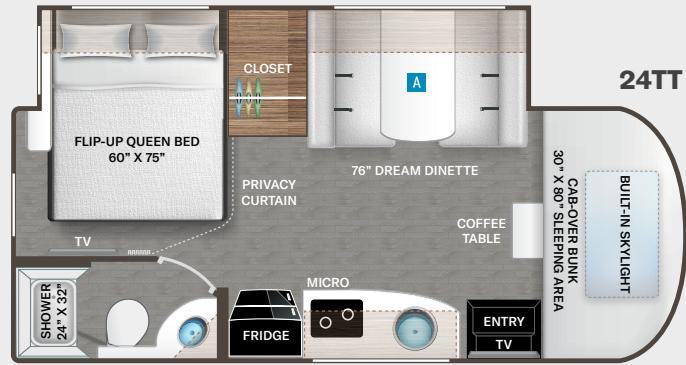 24TT
CLOSET
A
FLIP-UP QUEEN BED
60" X 75"
76" DREAM DINETTE
PRIVACY
CURTAIN
COFFEE
TABLE
CAB-OVER BUNK
30" X 80" SLEEPING AREA
BUILT-IN SKYLIGHT
TV
SHOWER
24" X 32"
MICRO
FRIDGE
ENTRY
TV